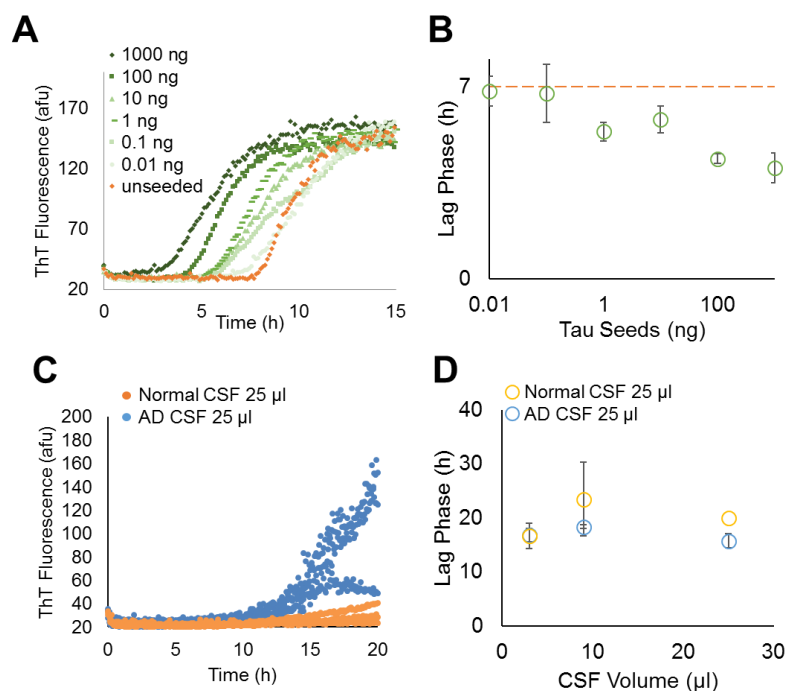 A
1000 ng
100 ng
10 ng
1 ng
0.1 ng
0.01 ng
unseeded
ThT Fluorescence (afu)
170
120
70
20
0 5 10 15
Time (h)
B
Lag Phase (h)
7
0
0.01 1 100
Tau Seeds (ng)
C
Normal CSF 25 µl
AD CSF 25 µl
ThT Fluorescence (afu)
200
180
160
140
120
100
80
60
40
20
0 5 10 15 20
Time (h)
D
Normal CSF 25 µl
AD CSF 25 µl
Lag Phase (h)
40
30
20
10
0
0 10 20 30
CSF Volume (µl)